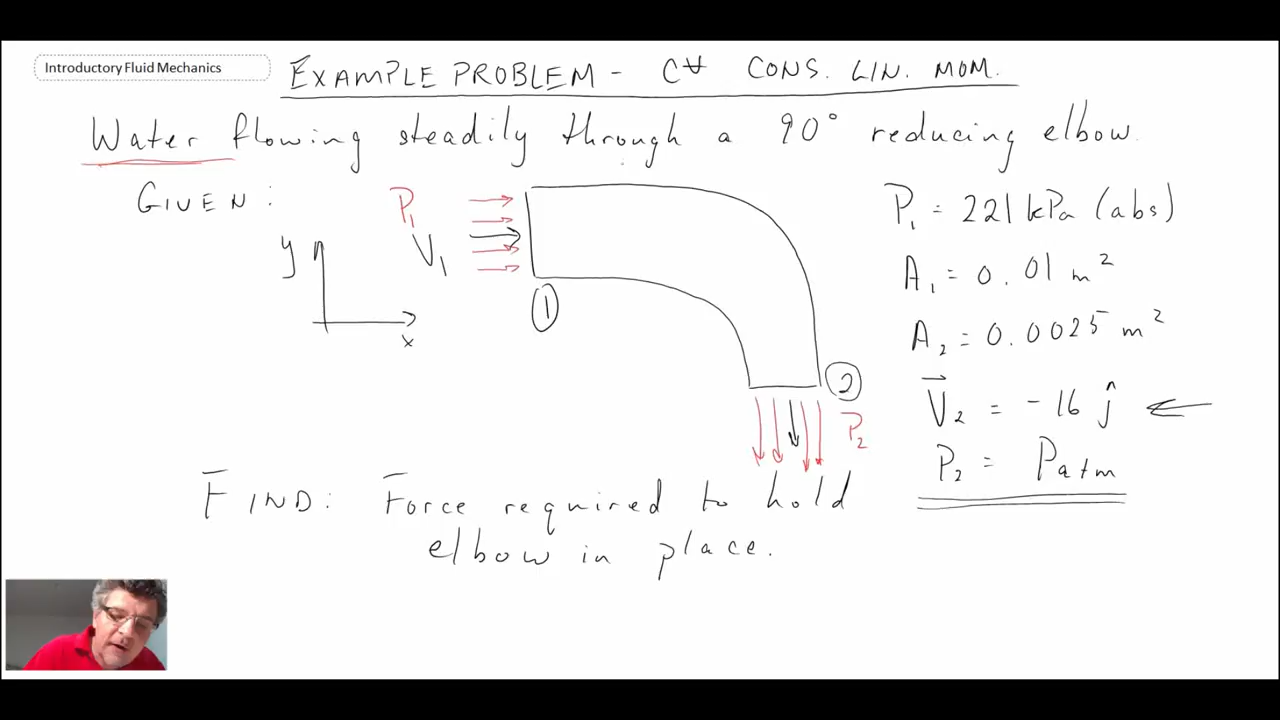 Introductory Fluid Mechanics
EXAMPLE PROBLEM - C∀ CONS. LIN. MOM.
Water flowing steadily through a 90° reducing elbow.
GIVEN:
y
x
P₁
V₁
1
2
P₂
P₁ = 221 kPa (abs)
A₁ = 0.01 m²
A₂ = 0.0025 m²
V⃗₂ = -16 ĵ
P₂ = Patm
FIND: Force required to hold
elbow in place.